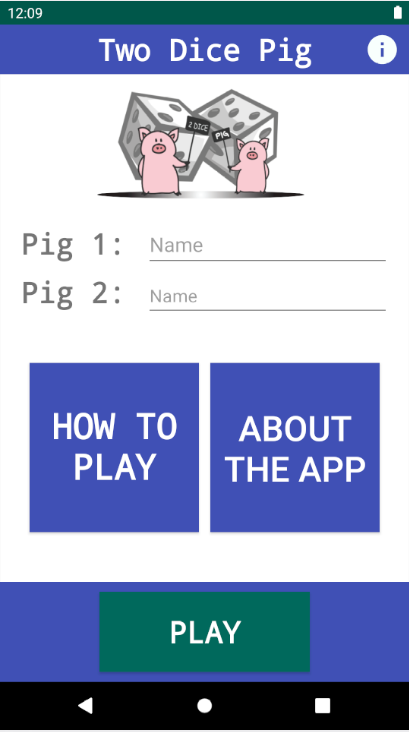 12:09
Two Dice Pig
i
2 DICE
PIG
Pig 1: Name
Pig 2: Name
HOW TO
PLAY
ABOUT
THE APP
PLAY